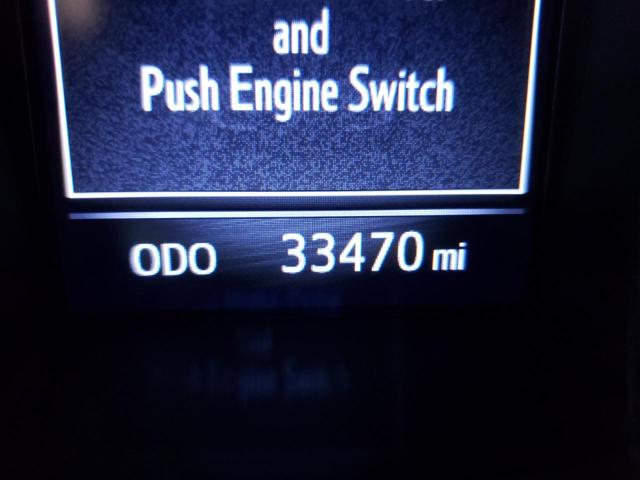 and
Push Engine Switch
ODO 33470 mi